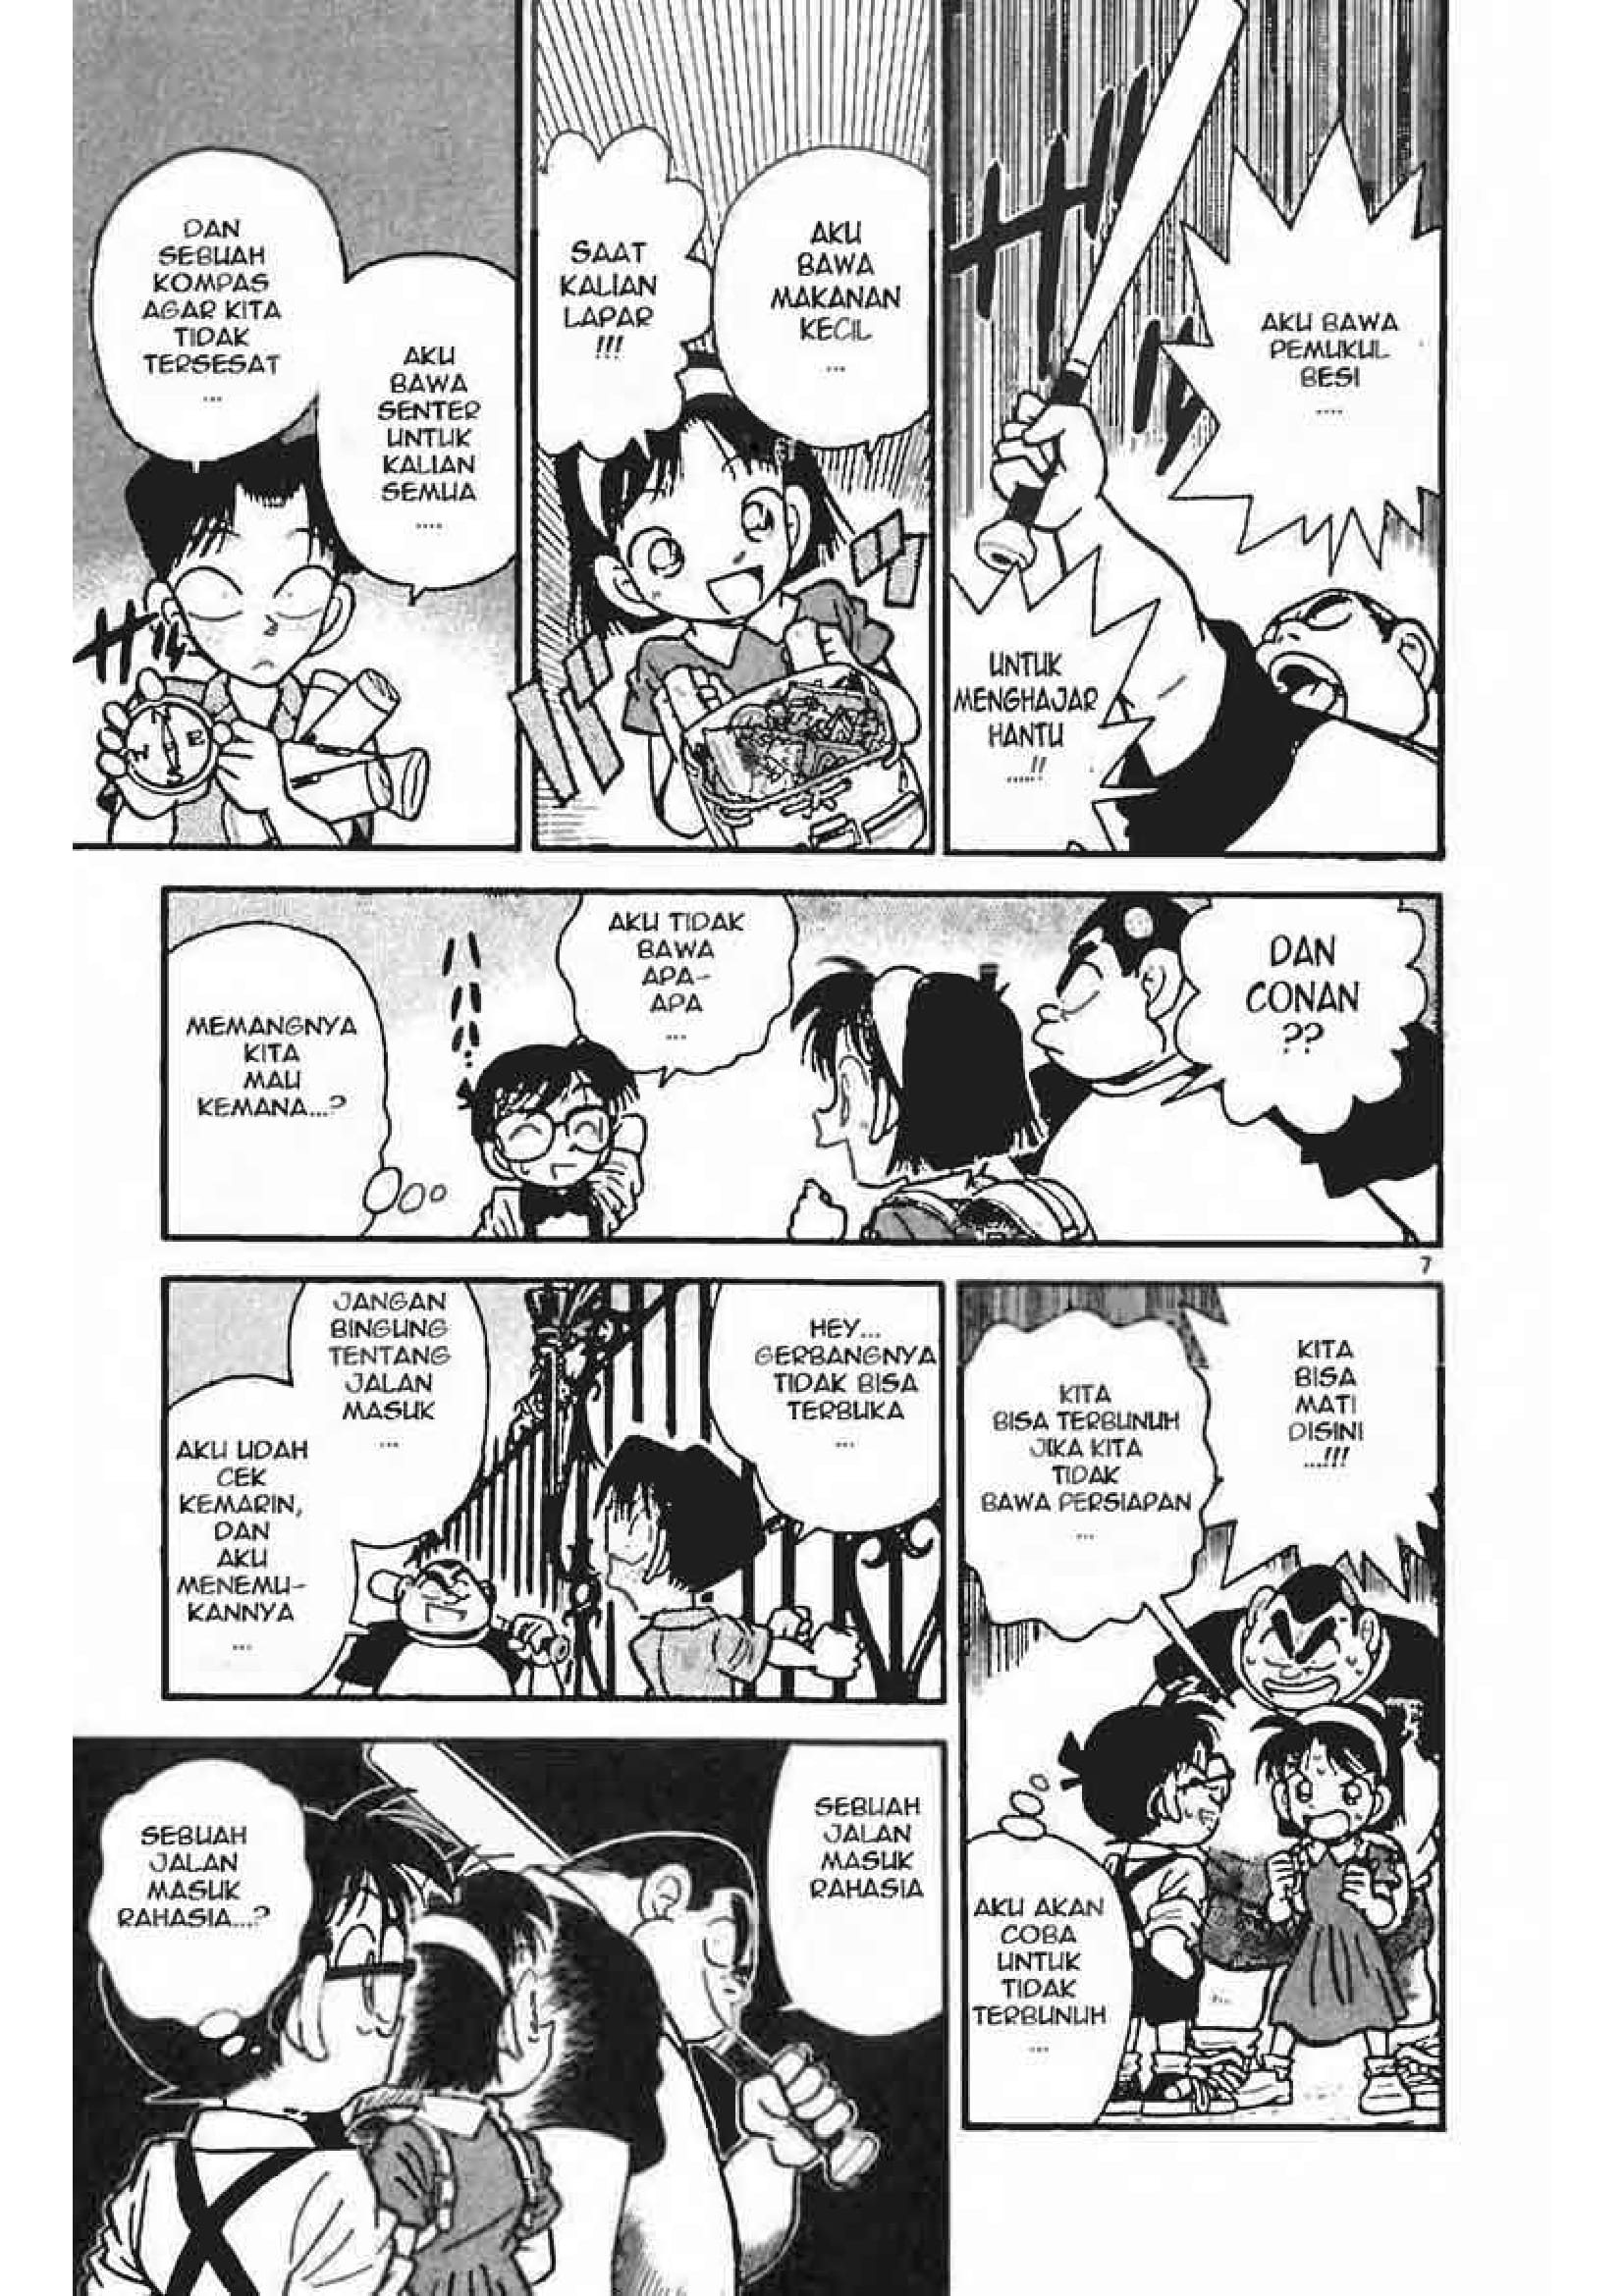 AKU BAWA
PEMUKUL
BESI
....
UNTUK
MENGHAJAR
HANTU
.....!!
AKU
BAWA
MAKANAN
KECIL
...
SAAT
KALIAN
LAPAR
!!!
AKU
BAWA
SENTER
UNTUK
KALIAN
SEMUA
....
DAN
SEBUAH
KOMPAS
AGAR KITA
TIDAK
TERSESAT
...
N
W E
S
DAN
CONAN
??
AKU TIDAK
BAWA
APA-
APA
...
MEMANGNYA
KITA
MAU
KEMANA...?
7
KITA
BISA
MATI
DISINI
...!!!
KITA
BISA TERBUNUH
JIKA KITA
TIDAK
BAWA PERSIAPAN
...
AKU AKAN
COBA
UNTUK
TIDAK
TERBUNUH
...
HEY...
GERBANGNYA
TIDAK BISA
TERBUKA
...
JANGAN
BINGUNG
TENTANG
JALAN
MASUK
...
AKU UDAH
CEK
KEMARIN,
DAN
AKU
MENEMU-
KANNYA
...
SEBUAH
JALAN
MASUK
RAHASIA
SEBUAH
JALAN
MASUK
RAHASIA...?